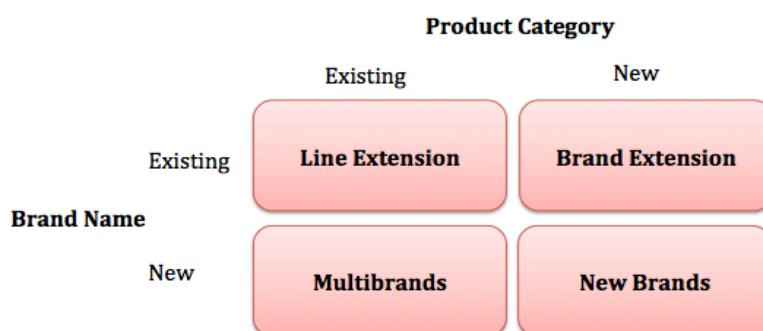 Product Category
Existing New
Existing Line Extension Brand Extension
Brand Name
New Multibrands New Brands